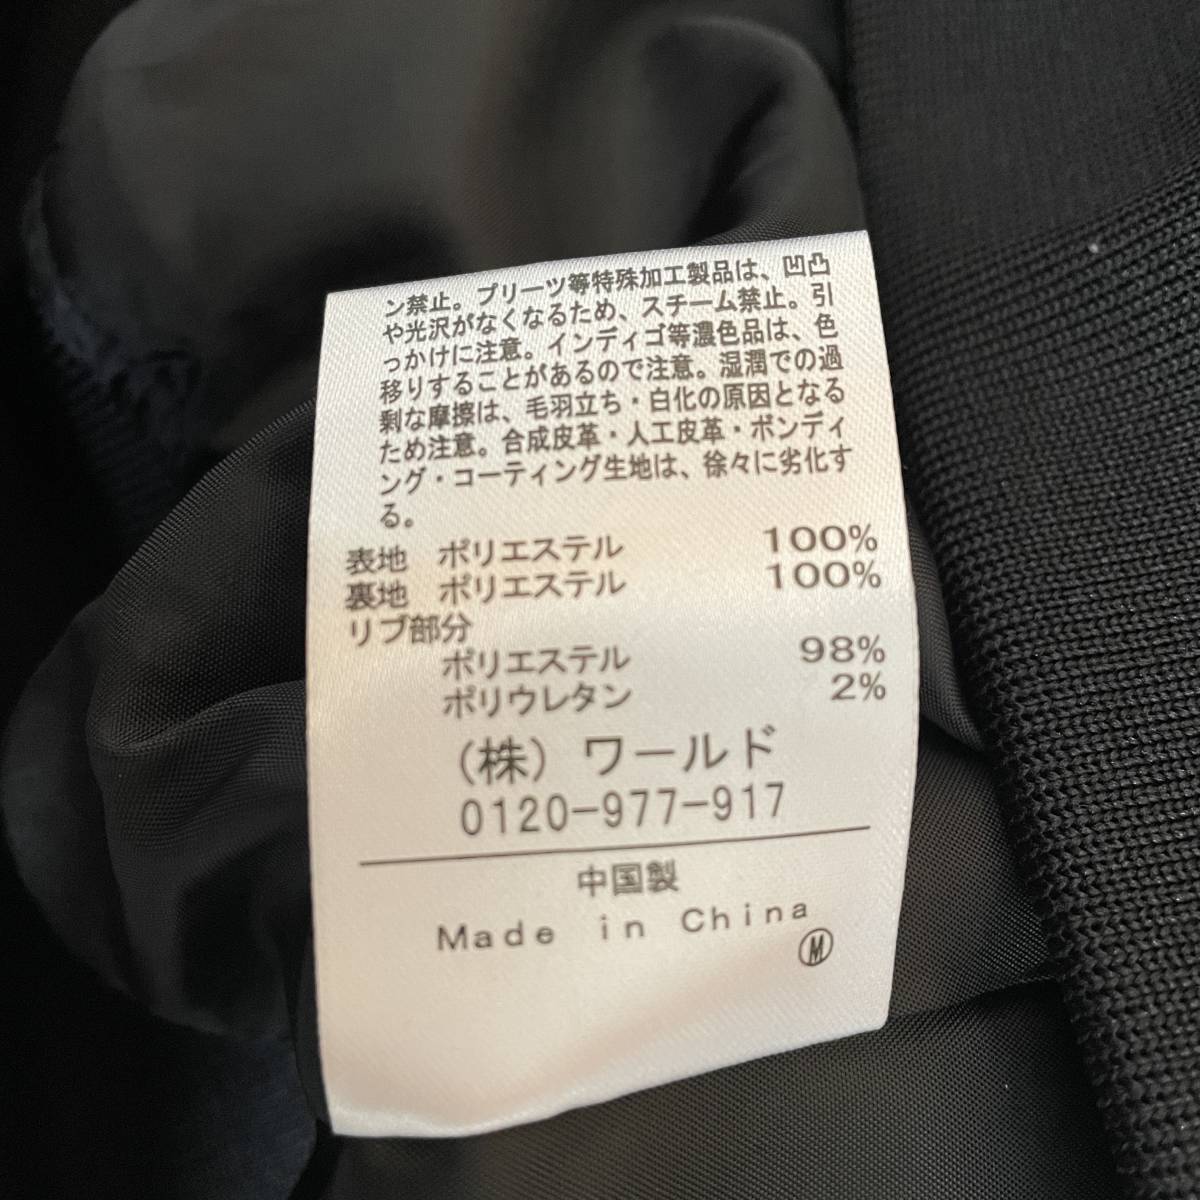 ン禁止。プリーツ等特殊加工製品は、凹凸
や光沢がなくなるため、スチーム禁止。引
っかけに注意。インディゴ等濃色品は、色
移りすることがあるので注意。湿潤での過
剰な摩擦は、毛羽立ち・白化の原因となる
ため注意。合成皮革・人工皮革・ボンディ
ング・コーティング生地は、徐々に劣化す
る。
表地 ポリエステル 100%
裏地 ポリエステル 100%
リブ部分
ポリエステル 98%
ポリウレタン 2%
(株)ワールド
0120-977-917
中国製
Made in China
Ⓜ